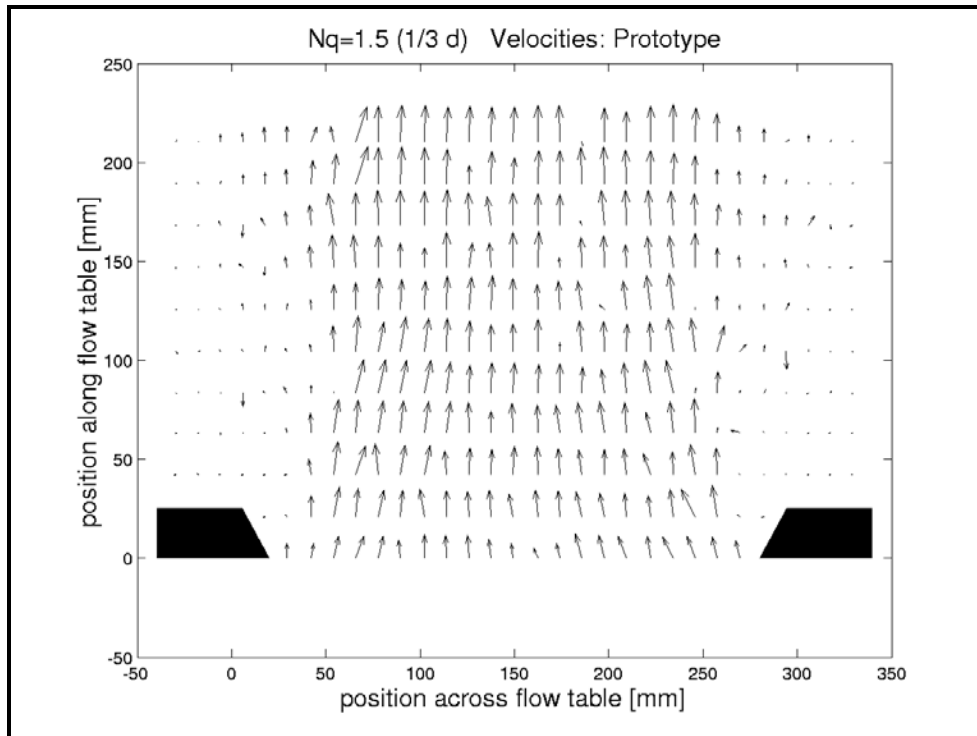 Nq=1.5 (1/3 d) Velocities: Prototype
250
200
150
100
50
0
-50
position along flow table [mm]
-50 0 50 100 150 200 250 300 350
position across flow table [mm]